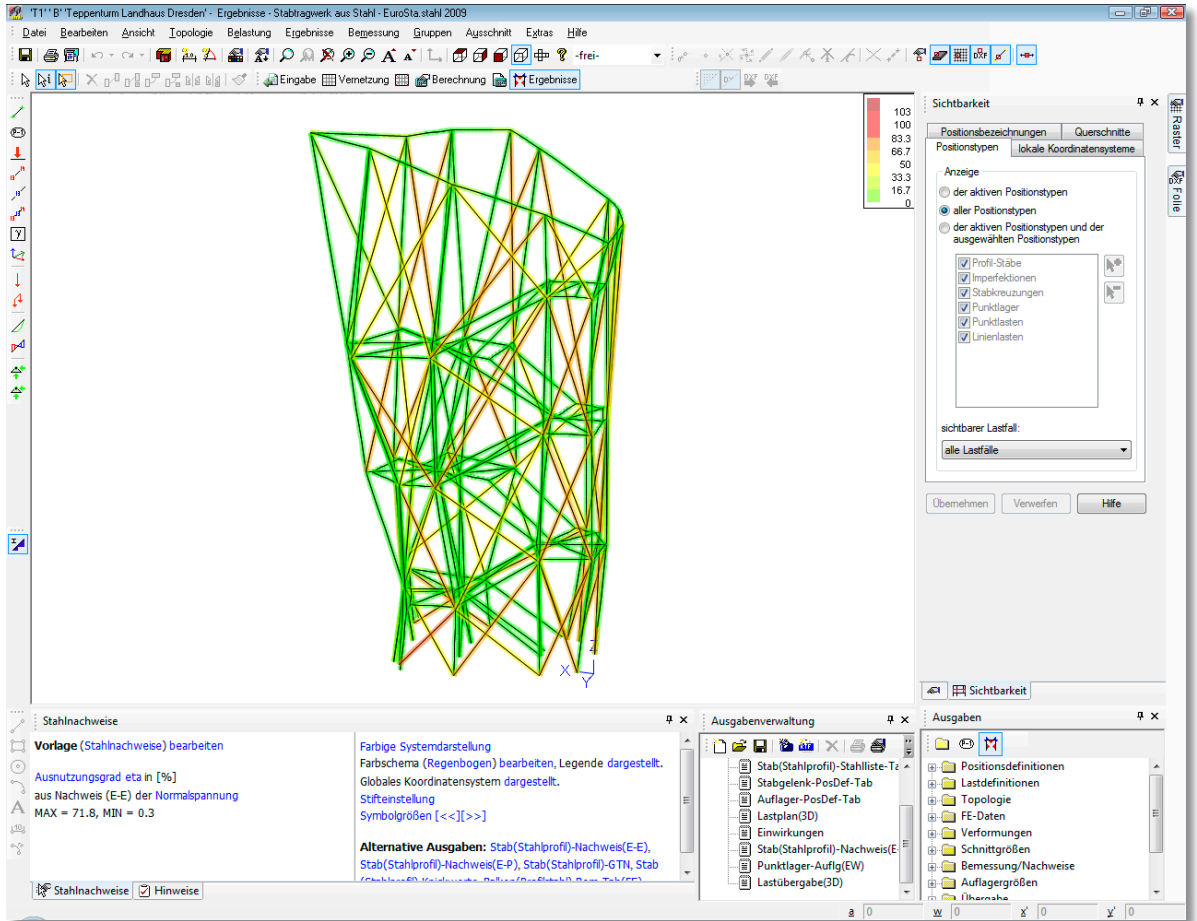 'T1' ' B' 'Teppenturm Landhaus Dresden' - Ergebnisse - Stabtragwerk aus Stahl - EuroSta.stahl 2009
Datei Bearbeiten Ansicht Topologie Belastung Ergebnisse Bemessung Gruppen Ausschnitt Extras Hilfe
-frei-
Eingabe Vernetzung Berechnung Ergebnisse
103
100
83.3
66.7
50
33.3
16.7
0
Z
X
Y
Sichtbarkeit
Positionsbezeichnungen Querschnitte
Positionstypen lokale Koordinatensysteme
Anzeige
der aktiven Positionstypen
aller Positionstypen
der aktiven Positionstypen und der
ausgewählten Positionstypen
Profil-Stäbe
Imperfektionen
Stabkreuzungen
Punktlager
Punktlasten
Linienlasten
sichtbarer Lastfall:
alle Lastfälle
Übernehmen Verwerfen Hilfe
Sichtbarkeit
Raster
DXF Folie
Stahlnachweise
Vorlage (Stahlnachweise) bearbeiten
Ausnutzungsgrad eta in [%]
aus Nachweis (E-E) der Normalspannung
MAX = 71.8, MIN = 0.3
Farbige Systemdarstellung
Farbschema (Regenbogen) bearbeiten, Legende dargestellt.
Globales Koordinatensystem dargestellt.
Stifteinstellung
Symbolgrößen [<<][>>]
Alternative Ausgaben: Stab(Stahlprofil)-Nachweis(E-E),
Stab(Stahlprofil)-Nachweis(E-P), Stab(Stahlprofil)-GTN, Stab
Stahlnachweise Hinweise
Ausgabenverwaltung
Stab(Stahlprofil)-Stahlliste-Ta
Stabgelenk-PosDef-Tab
Auflager-PosDef-Tab
Lastplan(3D)
Einwirkungen
Stab(Stahlprofil)-Nachweis(E-
Punktlager-Auflg(EW)
Lastübergabe(3D)
Ausgaben
Positionsdefinitionen
Lastdefinitionen
Topologie
FE-Daten
Verformungen
Schnittgrößen
Bemessung/Nachweise
Auflagergrößen
Übergabe
a 0 w 0 x' 0 y' 0